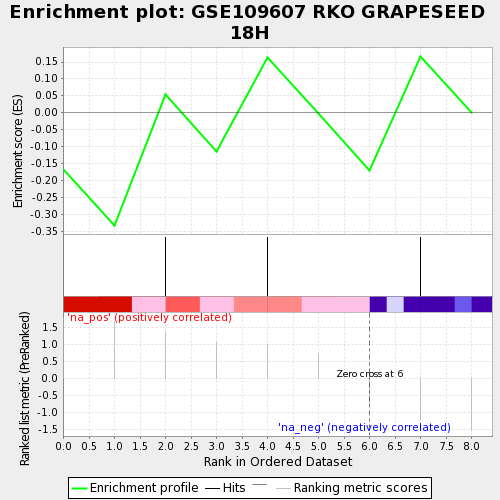 Enrichment plot: GSE109607 RKO GRAPESEED
18H
Enrichment score (ES)
0.15
0.10
0.05
0.00
-0.05
-0.10
-0.15
-0.20
-0.25
-0.30
-0.35
'na_pos' (positively correlated)
Ranked list metric (PreRanked)
1.5
1.0
0.5
0.0
-0.5
-1.0
-1.5
Zero cross at 6
'na_neg' (negatively correlated)
0.0 0.5 1.0 1.5 2.0 2.5 3.0 3.5 4.0 4.5 5.0 5.5 6.0 6.5 7.0 7.5 8.0
Rank in Ordered Dataset
Enrichment profile Hits Ranking metric scores